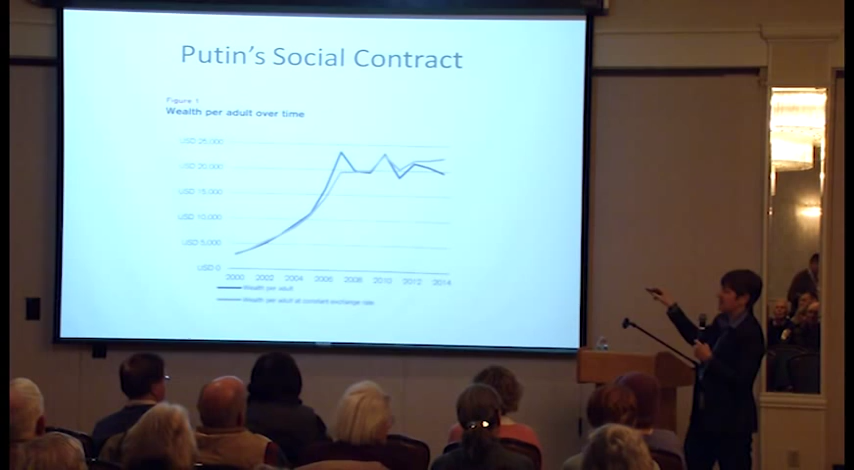 Putin's Social Contract
Figure 1
Wealth per adult over time
USD 25,000
USD 20,000
USD 15,000
USD 10,000
USD 5,000
USD 0
2000 2002 2004 2006 2008 2010 2012 2014
Wealth per adult
Wealth per adult at constant exchange rate